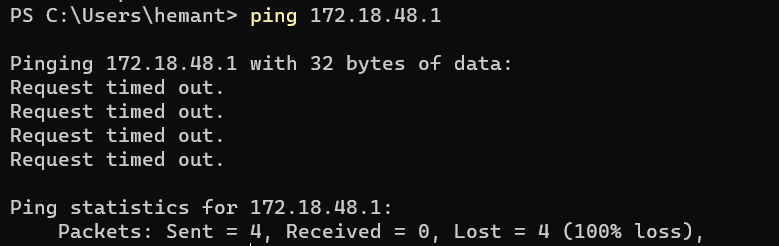 PS C:\Users\hemant> ping 172.18.48.1
Pinging 172.18.48.1 with 32 bytes of data:
Request timed out.
Request timed out.
Request timed out.
Request timed out.
Ping statistics for 172.18.48.1:
    Packets: Sent = 4, Received = 0, Lost = 4 (100% loss),